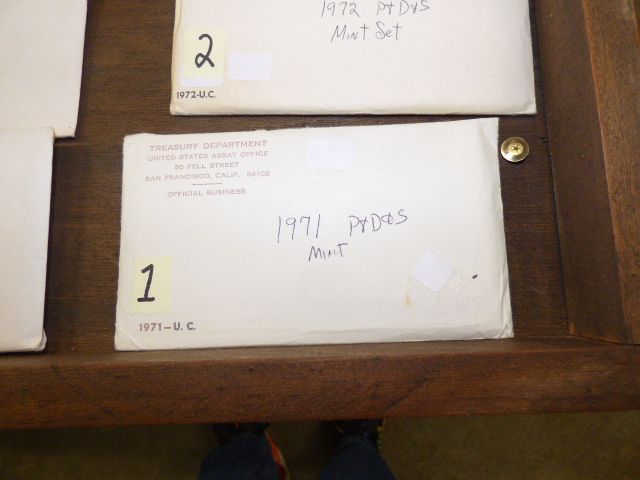 1972 P&D&S
Mint Set
2
1972-U.C.
TREASURY DEPARTMENT
UNITED STATES ASSAY OFFICE
50 FELL STREET
SAN FRANCISCO, CALIF. 94102
OFFICIAL BUSINESS
1971 P&D&S
MINT
1
1971-U.C.